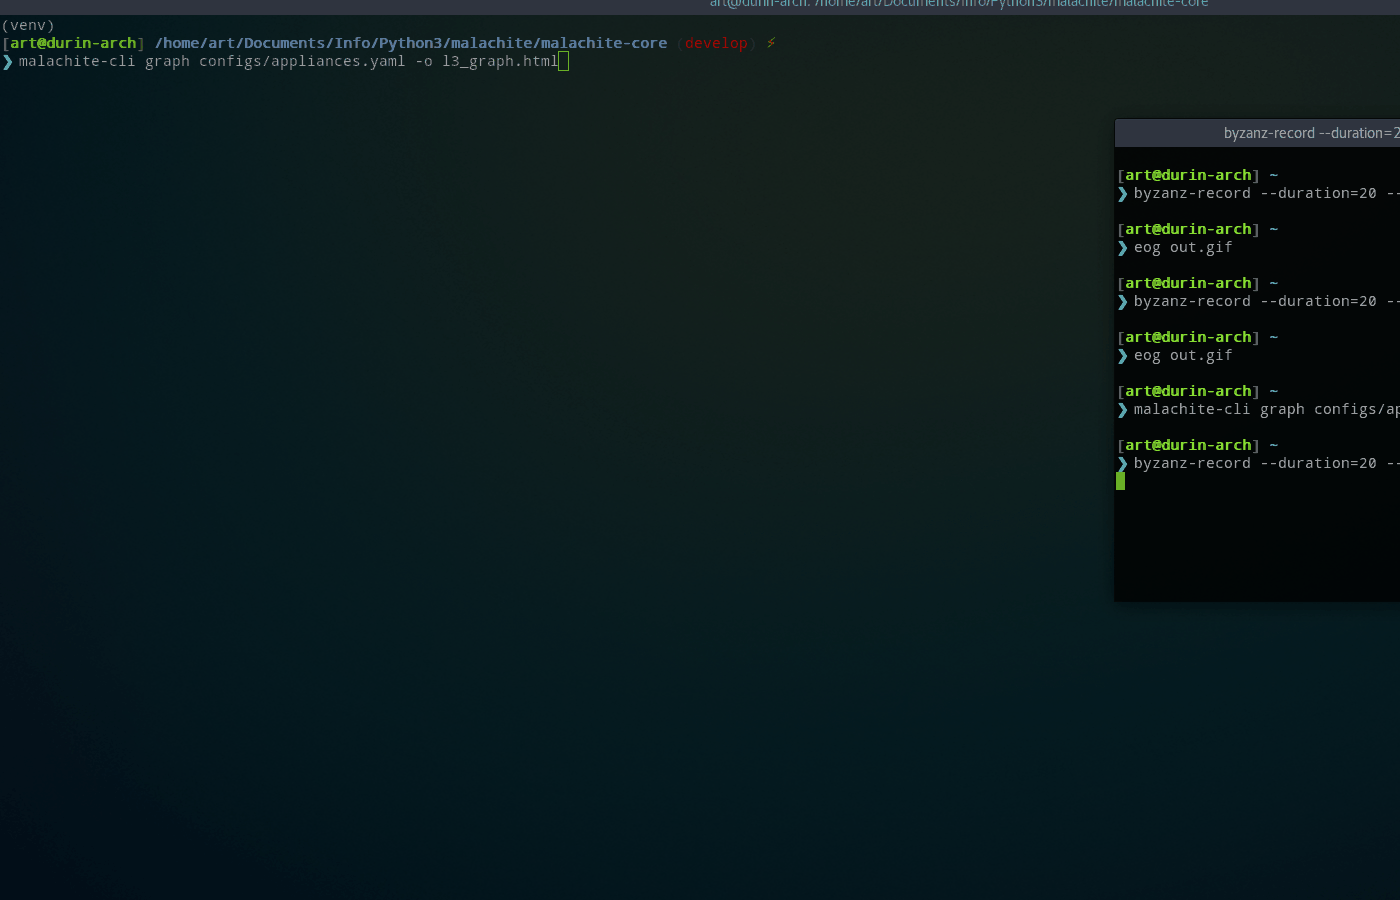 art@durin-arch: /home/art/Documents/Info/Python3/malachite/malachite-core
(venv)
[art@durin-arch] /home/art/Documents/Info/Python3/malachite/malachite-core (develop) ⚡
❯ malachite-cli graph configs/appliances.yaml -o l3_graph.html
byzanz-record --duration=2
[art@durin-arch] ~
❯ byzanz-record --duration=20 --
[art@durin-arch] ~
❯ eog out.gif
[art@durin-arch] ~
❯ byzanz-record --duration=20 --
[art@durin-arch] ~
❯ eog out.gif
[art@durin-arch] ~
❯ malachite-cli graph configs/ap
[art@durin-arch] ~
❯ byzanz-record --duration=20 --